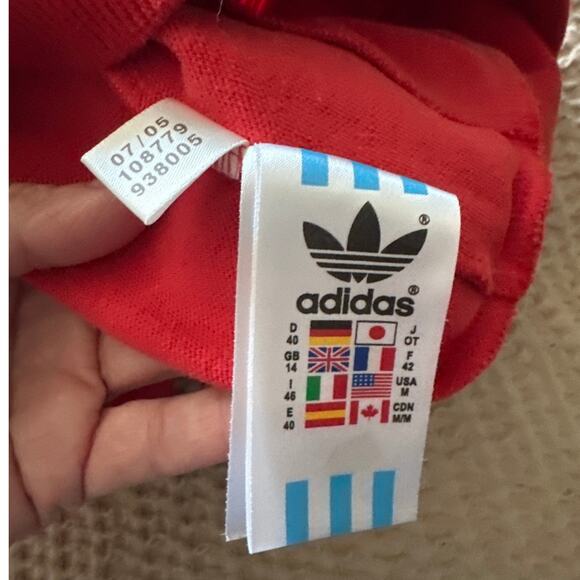 07/05
108779
938005
®
adidas®
D 40 J OT
GB 14 F 42
I 46 USA M
E 40 CDN M/M